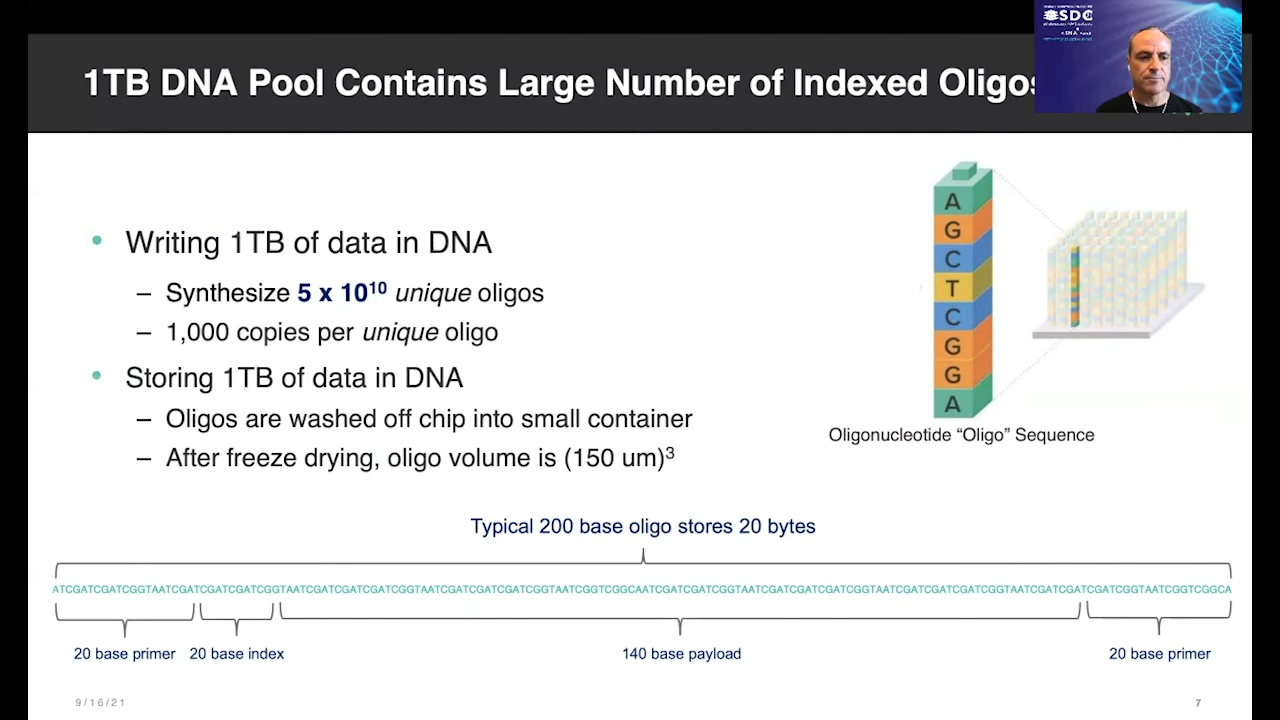 SDC
1TB DNA Pool Contains Large Number of Indexed Oligos
• Writing 1TB of data in DNA
– Synthesize 5 x 10¹⁰ unique oligos
– 1,000 copies per unique oligo
• Storing 1TB of data in DNA
– Oligos are washed off chip into small container
– After freeze drying, oligo volume is (150 um)³
A
G
C
T
C
G
G
A
Oligonucleotide “Oligo” Sequence
Typical 200 base oligo stores 20 bytes
20 base primer 20 base index 140 base payload 20 base primer
9/16/21 7